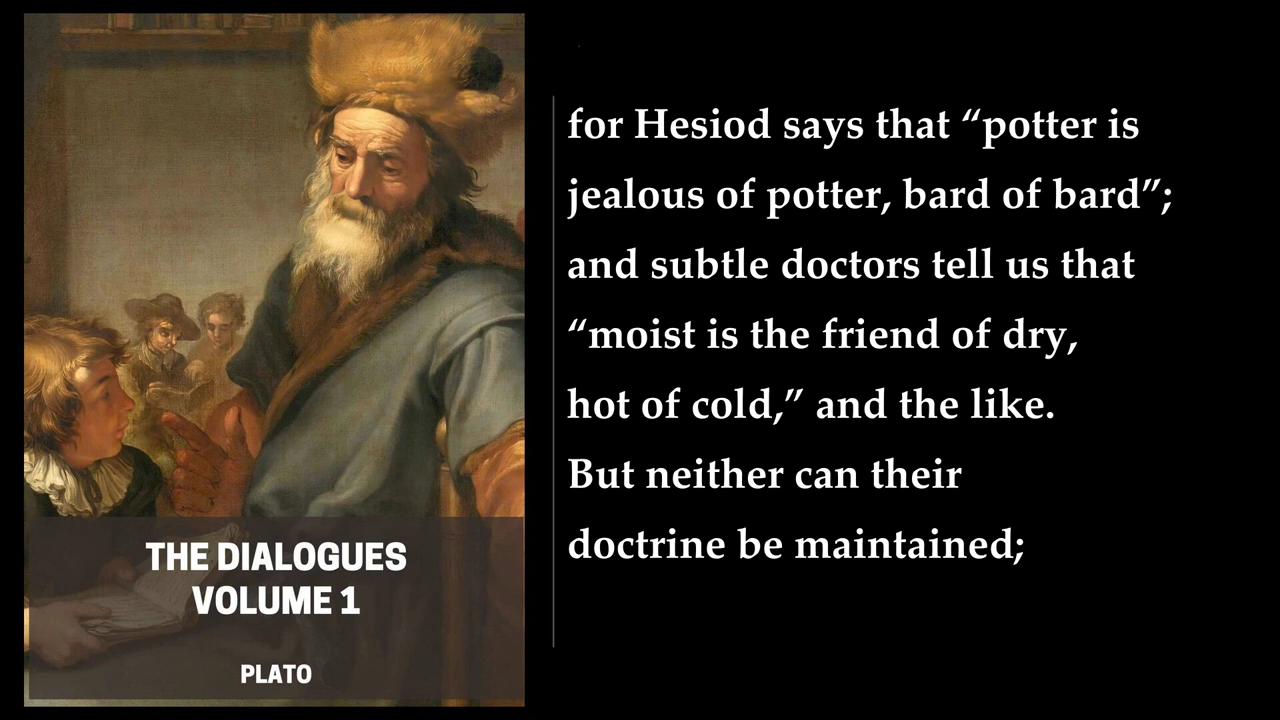 THE DIALOGUES
VOLUME 1
PLATO
for Hesiod says that “potter is
jealous of potter, bard of bard”;
and subtle doctors tell us that
“moist is the friend of dry,
hot of cold,” and the like.
But neither can their
doctrine be maintained;